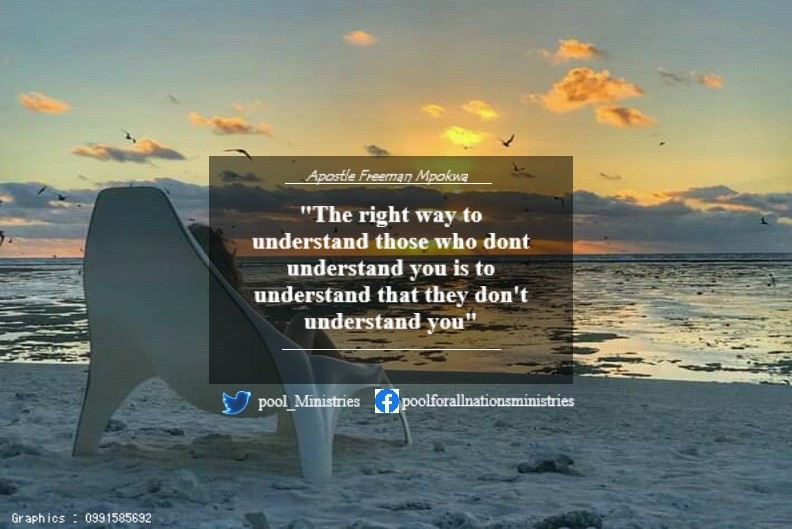 Apostle Freeman Mpokwa
"The right way to
understand those who dont
understand you is to
understand that they don't
understand you"
pool_Ministries poolforallnationsministries
Graphics : 0991585692